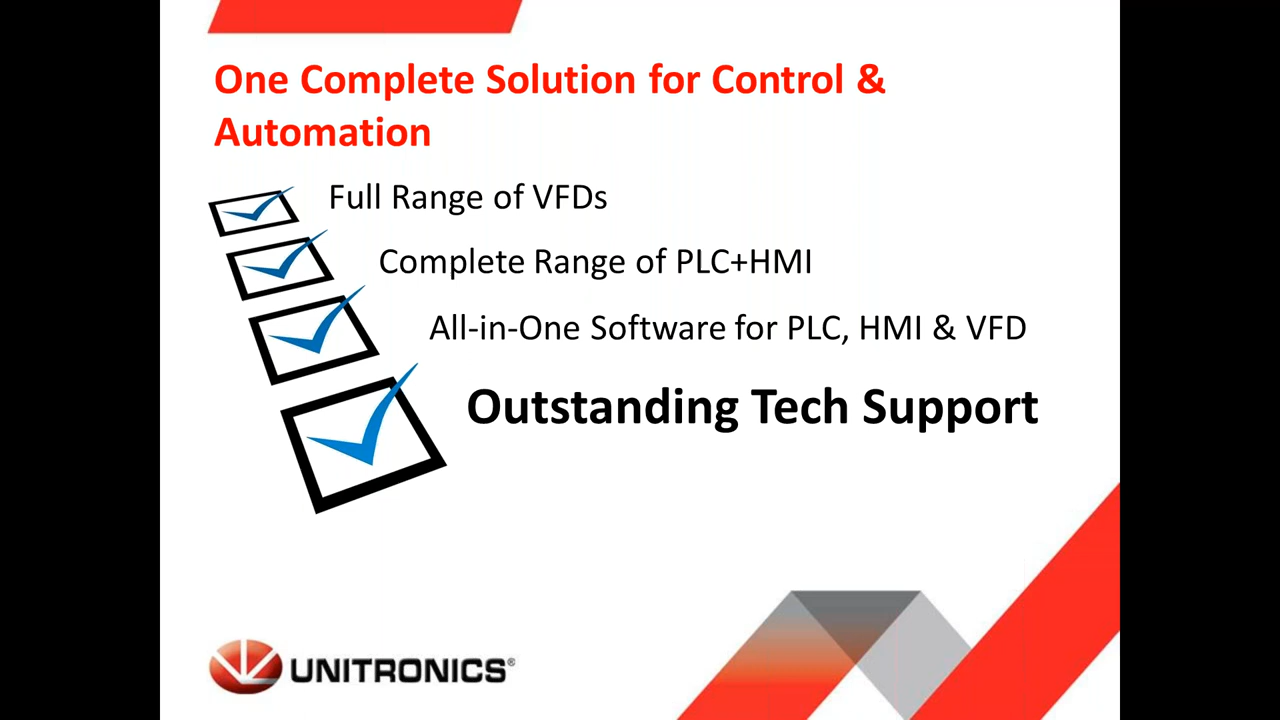 One Complete Solution for Control &
Automation
Full Range of VFDs
Complete Range of PLC+HMI
All-in-One Software for PLC, HMI & VFD
Outstanding Tech Support
UNITRONICS®